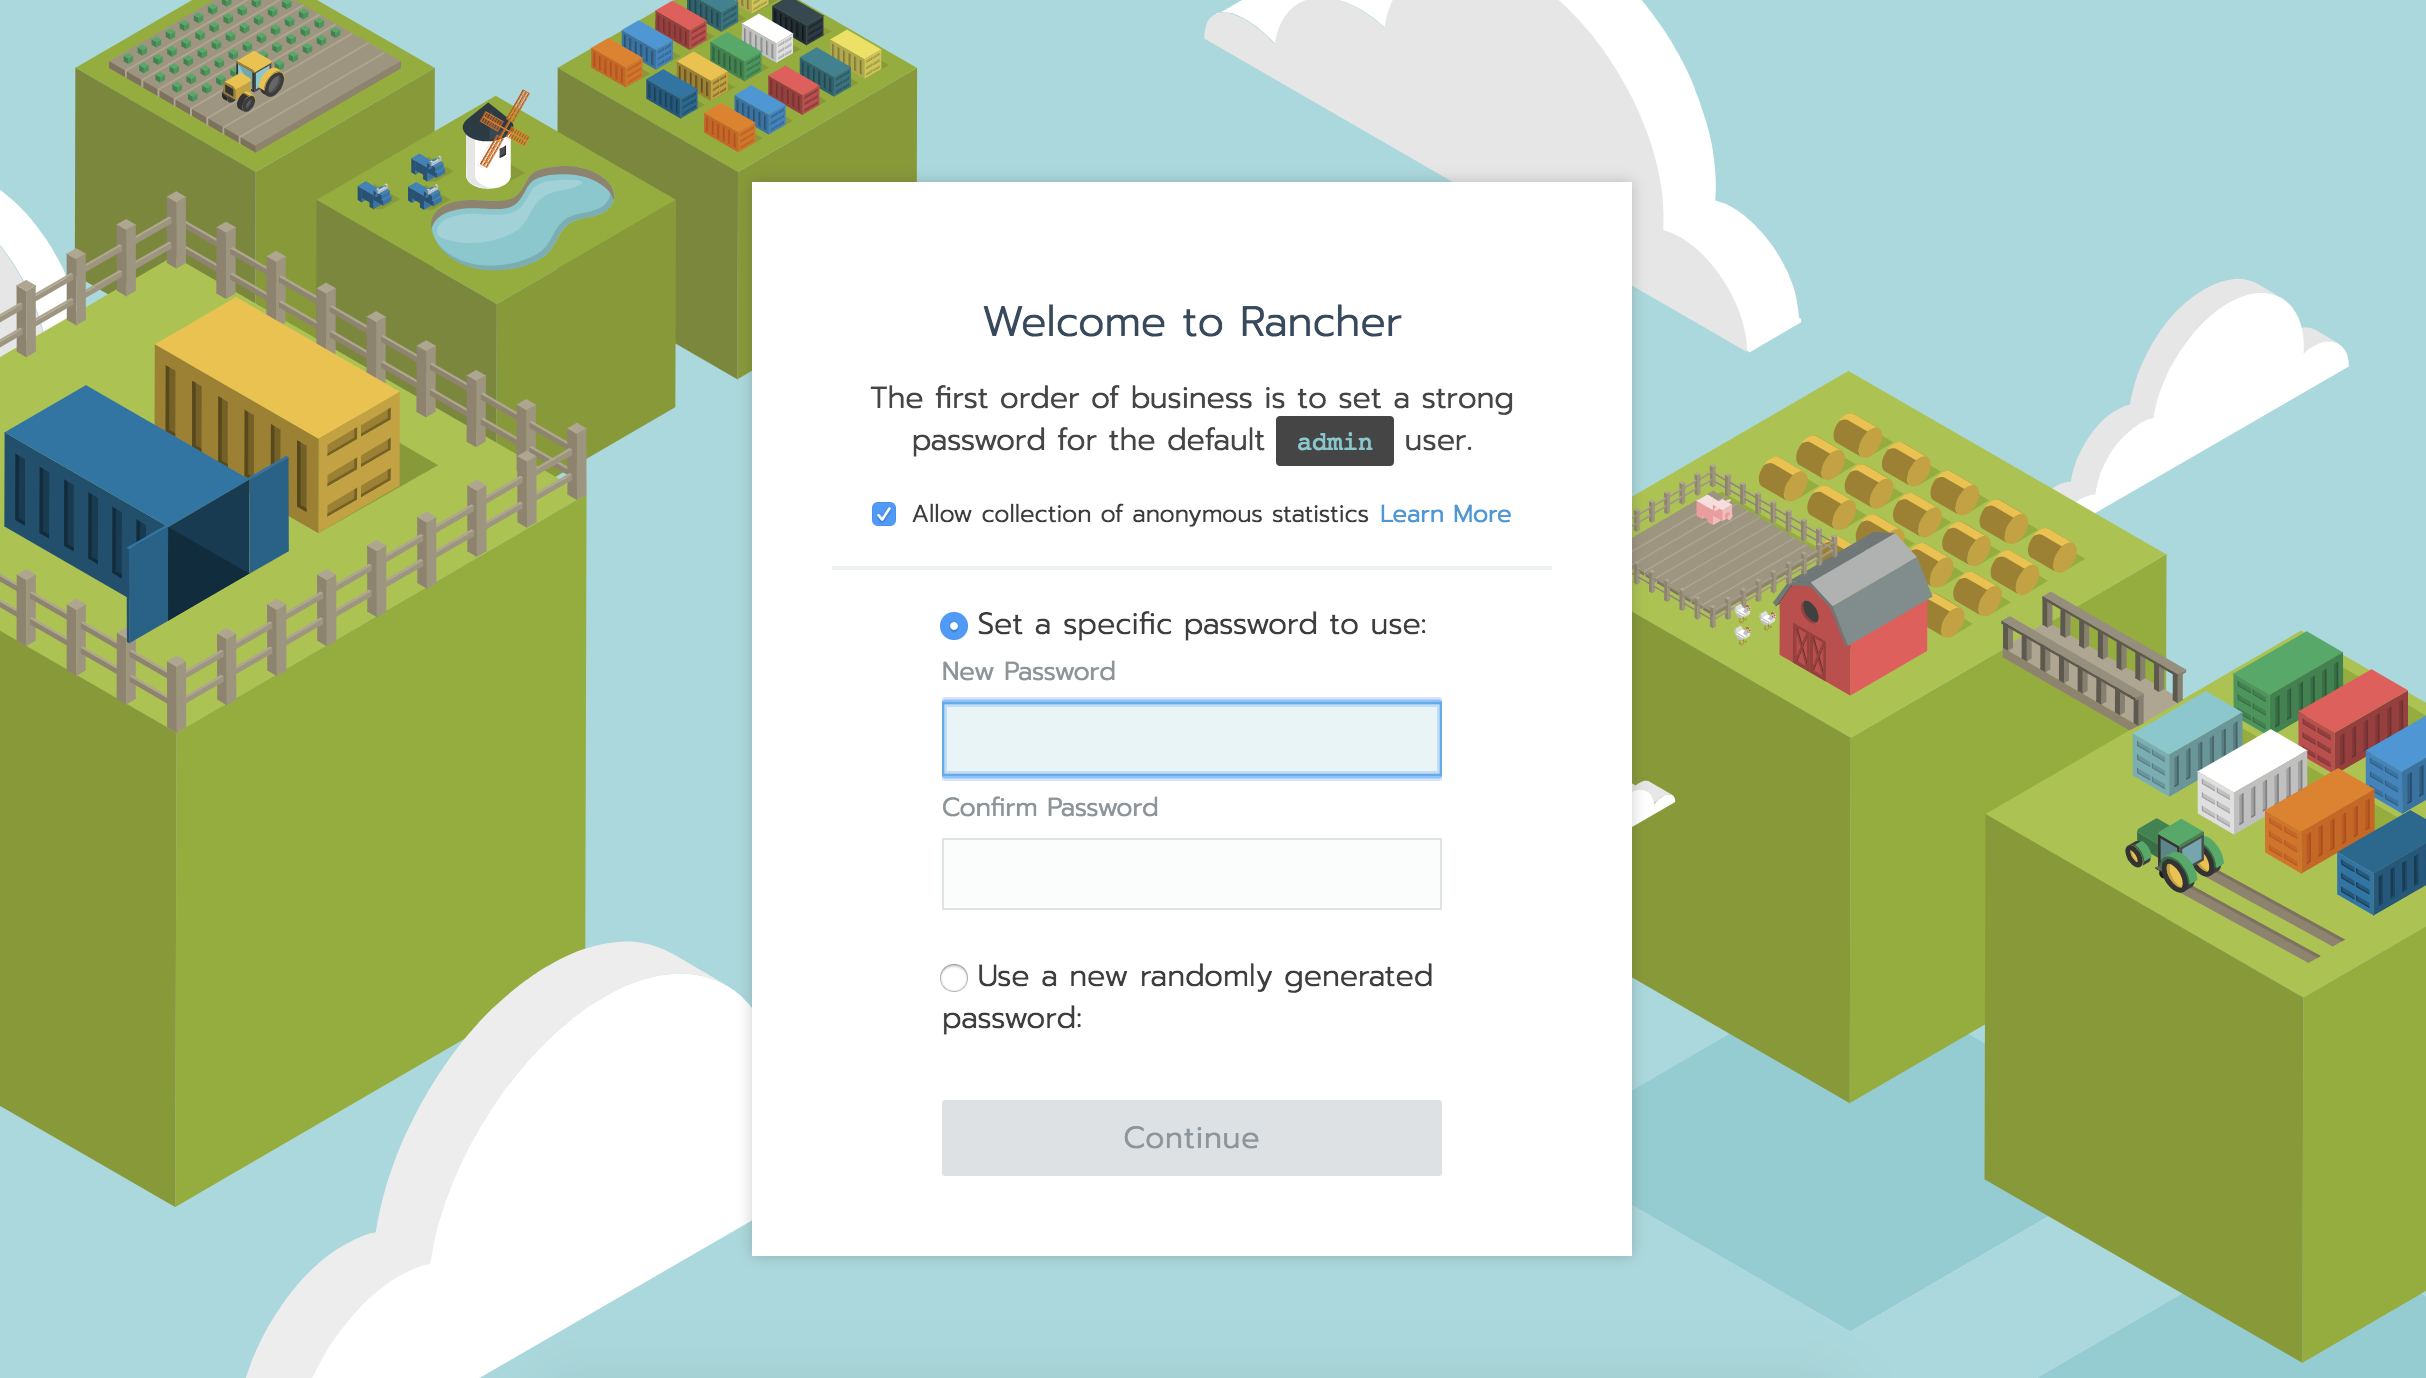 Welcome to Rancher
The first order of business is to set a strong
password for the default admin user.
Allow collection of anonymous statistics Learn More
Set a specific password to use:
New Password
Confirm Password
Use a new randomly generated
password:
Continue